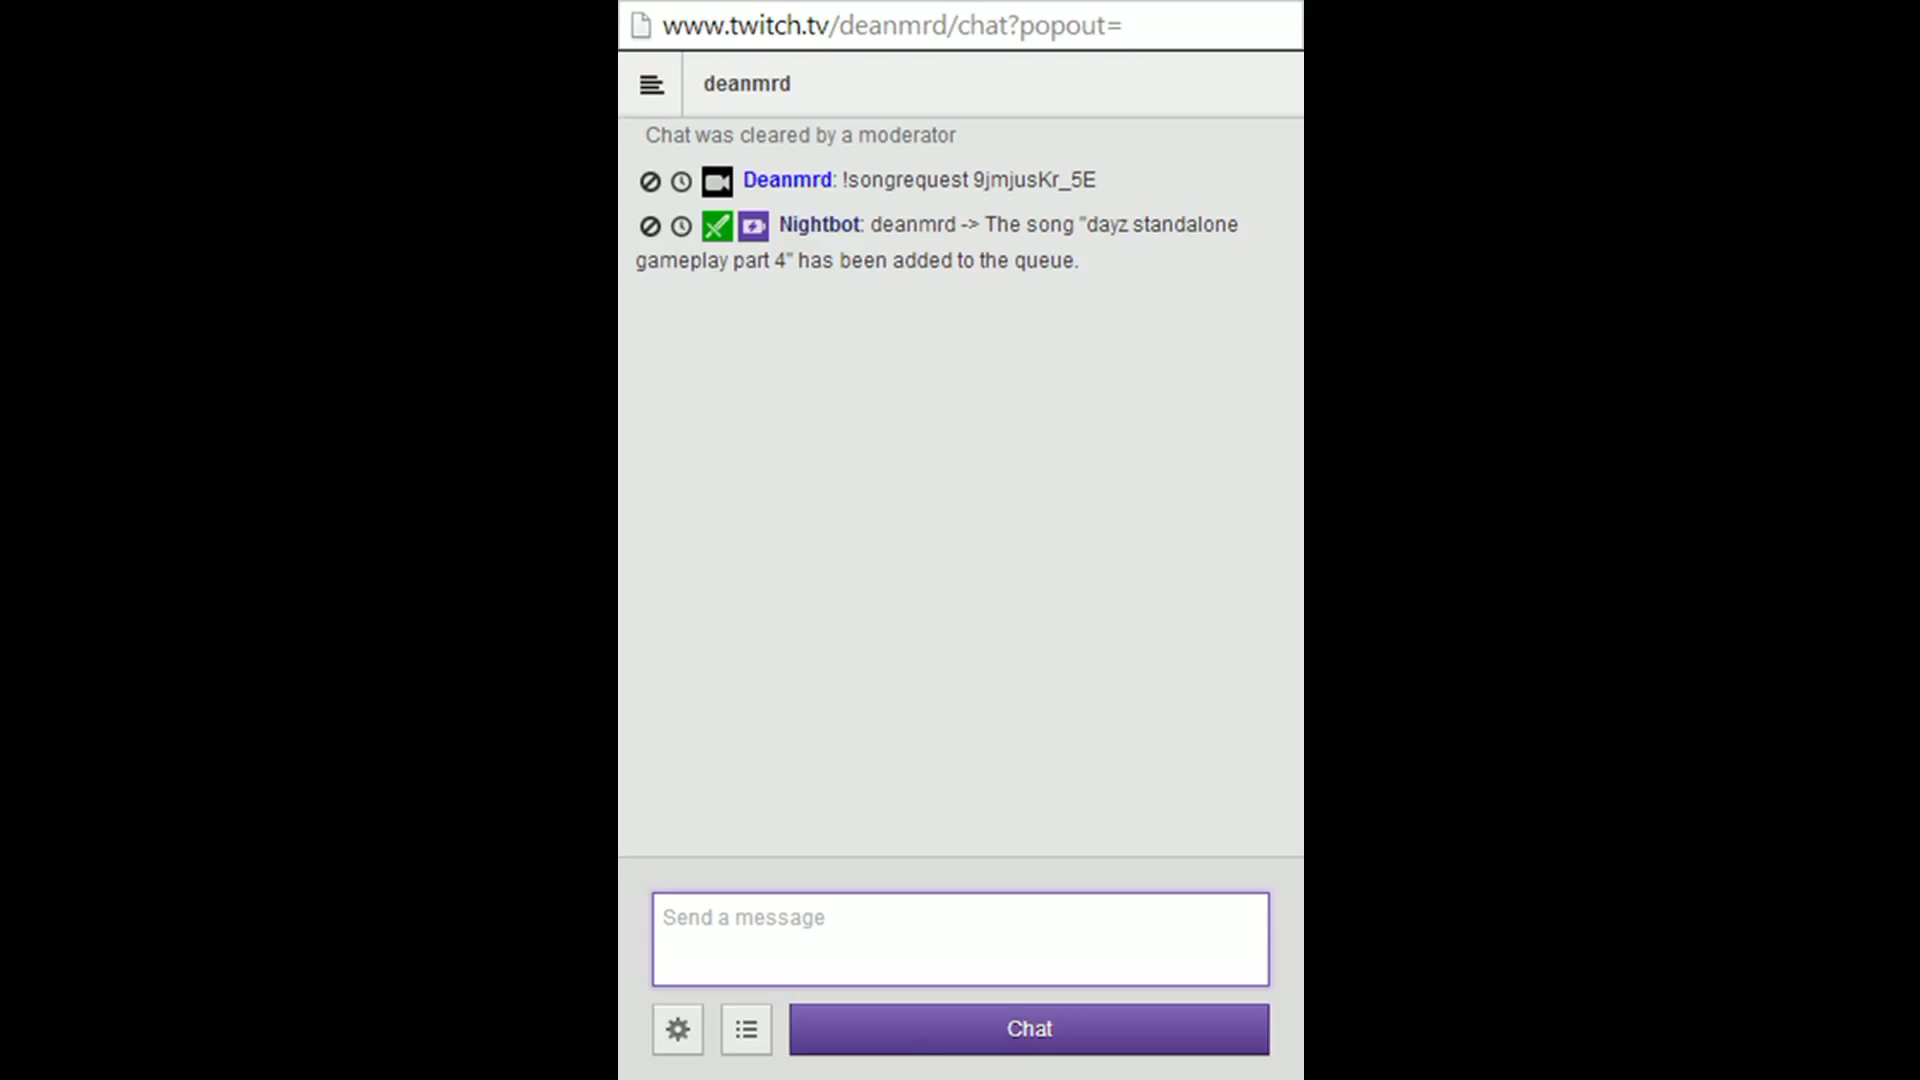 www.twitch.tv/deanmrd/chat?popout=
deanmrd
Chat was cleared by a moderator
Deanmrd: !songrequest 9jmjusKr_5E
Nightbot: deanmrd -> The song "dayz standalone
gameplay part 4" has been added to the queue.
Send a message
Chat